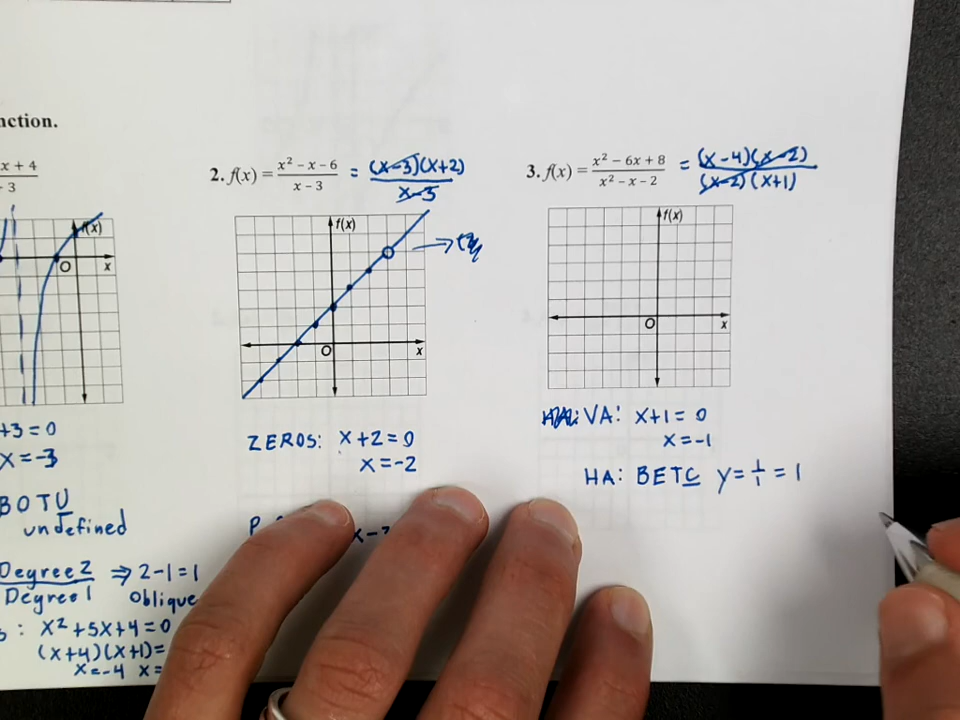 nction.
x + 4
- 3
f(x)
O
x
+3=0
x=-3
BOTU
undefined
Degree 2 ⇒ 2-1=1
Degree 1 Oblique
: x²+5x+4=0
(x+4)(x+1)=
x=-4 x=
2. f(x) = x² - x - 6 / x - 3 = (x-3)(x+2) / x-3
f(x)
O
x
ZEROS: x+2=0
x=-2
3. f(x) = x² - 6x + 8 / x² - x - 2 = (x-4)(x-2) / (x-2)(x+1)
f(x)
O
x
VA: x+1=0
x=-1
HA: BETC y=1/1=1